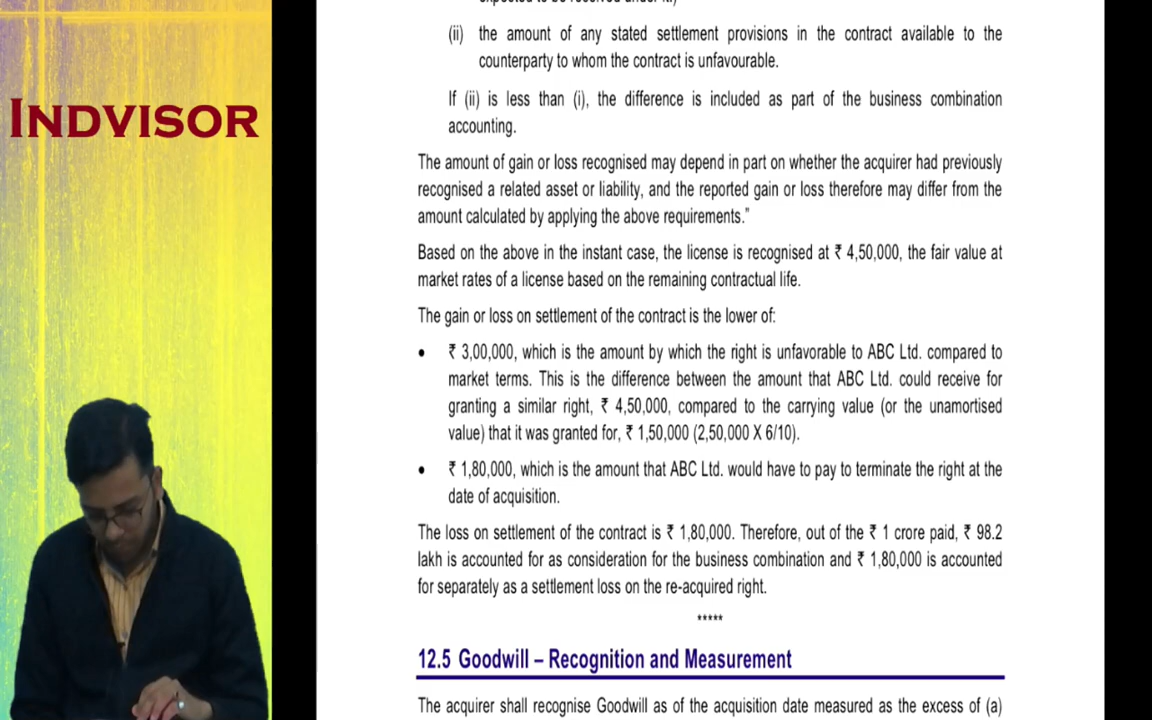 INDVISOR
expected to be received under it.)
(ii) the amount of any stated settlement provisions in the contract available to the
counterparty to whom the contract is unfavourable.
If (ii) is less than (i), the difference is included as part of the business combination
accounting.
The amount of gain or loss recognised may depend in part on whether the acquirer had previously
recognised a related asset or liability, and the reported gain or loss therefore may differ from the
amount calculated by applying the above requirements.”
Based on the above in the instant case, the license is recognised at ₹ 4,50,000, the fair value at
market rates of a license based on the remaining contractual life.
The gain or loss on settlement of the contract is the lower of:
• ₹ 3,00,000, which is the amount by which the right is unfavorable to ABC Ltd. compared to
market terms. This is the difference between the amount that ABC Ltd. could receive for
granting a similar right, ₹ 4,50,000, compared to the carrying value (or the unamortised
value) that it was granted for, ₹ 1,50,000 (2,50,000 X 6/10).
• ₹ 1,80,000, which is the amount that ABC Ltd. would have to pay to terminate the right at the
date of acquisition.
The loss on settlement of the contract is ₹ 1,80,000. Therefore, out of the ₹ 1 crore paid, ₹ 98.2
lakh is accounted for as consideration for the business combination and ₹ 1,80,000 is accounted
for separately as a settlement loss on the re-acquired right.
*****
12.5 Goodwill – Recognition and Measurement
The acquirer shall recognise Goodwill as of the acquisition date measured as the excess of (a)